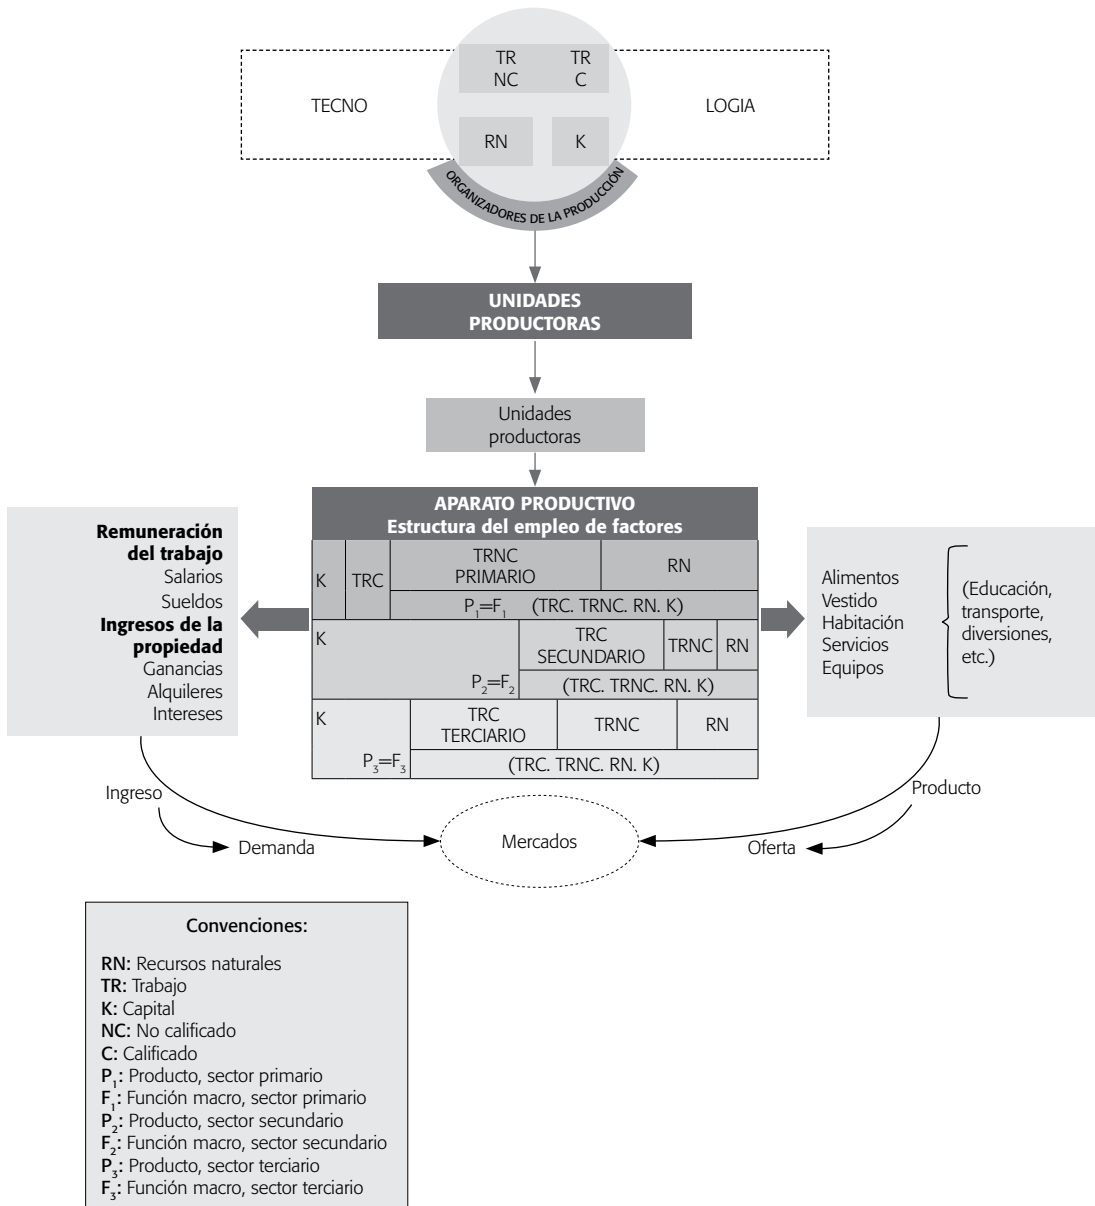 TR TR
NC C
TECNO LOGIA
RN K
ORGANIZADORES DE LA PRODUCCIÓN
UNIDADES
PRODUCTORAS
Unidades
productoras
APARATO PRODUCTIVO
Estructura del empleo de factores
K TRC TRNC
PRIMARIO
RN
P₁=F₁ (TRC. TRNC. RN. K)
K TRC
SECUNDARIO
TRNC RN
P₂=F₂ (TRC. TRNC. RN. K)
K TRC
TERCIARIO
TRNC RN
P₃=F₃ (TRC. TRNC. RN. K)
Remuneración
del trabajo
Salarios
Sueldos
Ingresos de la
propiedad
Ganancias
Alquileres
Intereses
Alimentos
Vestido
Habitación
Servicios
Equipos
(Educación,
transporte,
diversiones,
etc.)
Ingreso
Demanda
Mercados
Producto
Oferta
Convenciones:
RN: Recursos naturales
TR: Trabajo
K: Capital
NC: No calificado
C: Calificado
P₁: Producto, sector primario
F₁: Función macro, sector primario
P₂: Producto, sector secundario
F₂: Función macro, sector secundario
P₃: Producto, sector terciario
F₃: Función macro, sector terciario